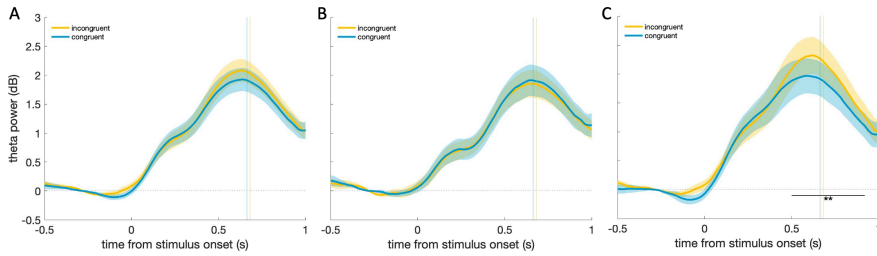 A
incongruent
congruent
theta power (dB)
3
2.5
2
1.5
1
0.5
0
-0.5
-0.5
0
0.5
1
time from stimulus onset (s)
B
incongruent
congruent
-0.5
0
0.5
1
time from stimulus onset (s)
C
incongruent
congruent
**
-0.5
0
0.5
1
time from stimulus onset (s)